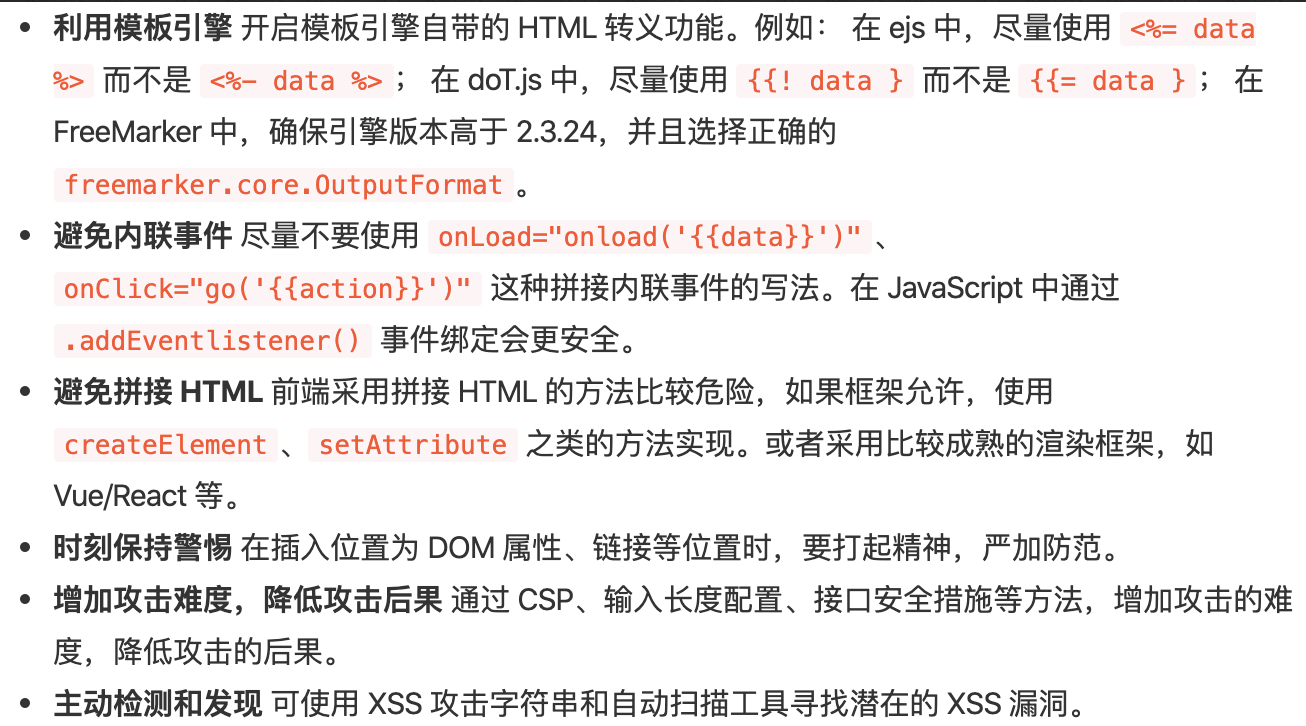 • 利用模板引擎 开启模板引擎自带的 HTML 转义功能。例如： 在 ejs 中，尽量使用 <%= data
%> 而不是 <%- data %>； 在 doT.js 中，尽量使用 {{! data } 而不是 {{= data }； 在
FreeMarker 中，确保引擎版本高于 2.3.24，并且选择正确的
freemarker.core.OutputFormat。
• 避免内联事件 尽量不要使用 onLoad="onload('{{data}}')"、
onClick="go('{{action}}')" 这种拼接内联事件的写法。在 JavaScript 中通过
.addEventlistener() 事件绑定会更安全。
• 避免拼接 HTML 前端采用拼接 HTML 的方法比较危险，如果框架允许，使用
createElement、setAttribute 之类的方法实现。或者采用比较成熟的渲染框架，如
Vue/React 等。
• 时刻保持警惕 在插入位置为 DOM 属性、链接等位置时，要打起精神，严加防范。
• 增加攻击难度，降低攻击后果 通过 CSP、输入长度配置、接口安全措施等方法，增加攻击的难
度，降低攻击的后果。
• 主动检测和发现 可使用 XSS 攻击字符串和自动扫描工具寻找潜在的 XSS 漏洞。